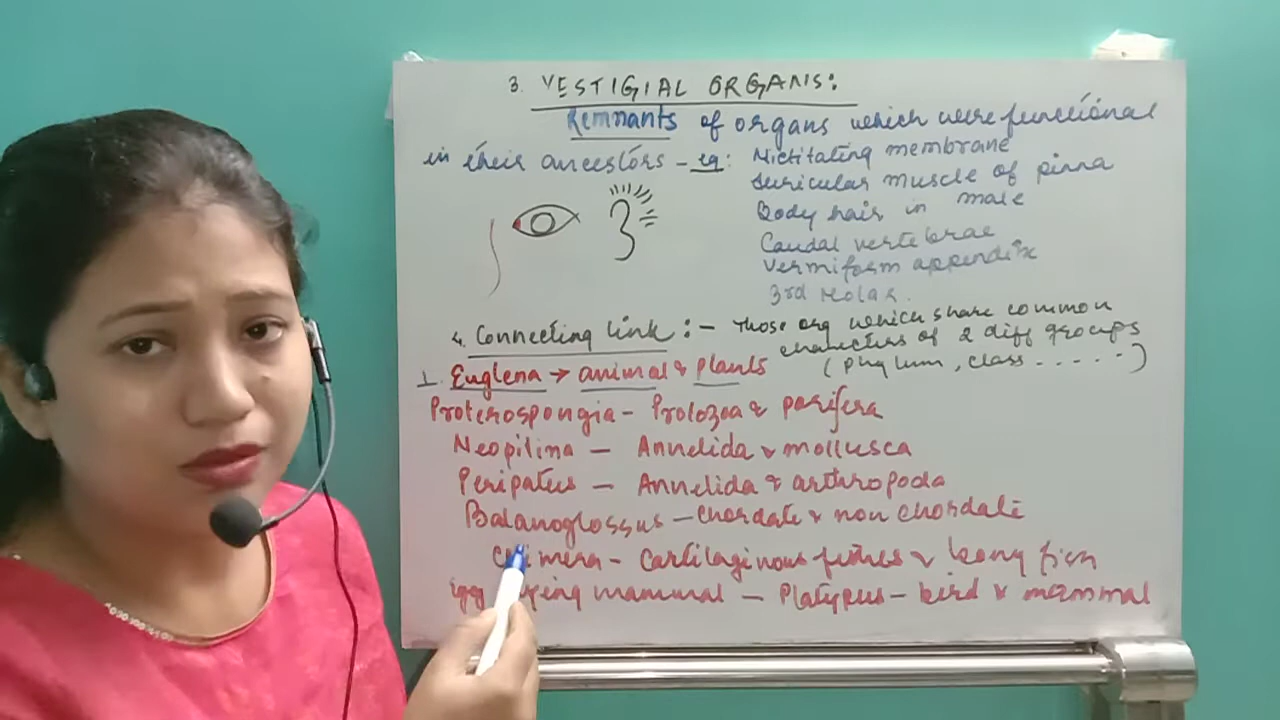 3. VESTIGIAL ORGANS:
Remnants of organs which were functional
in their ancestors - eg: Nictitating membrane
Auricular muscle of pinna
Body hair in male
Caudal vertebrae
Vermiform appendix
3rd Molar.
4. Connecting link :- Those org which share common
characters of 2 diff groups
(Phylum, class .....)
1. Euglena → animal & plants
Proterospongia - Protozoa & porifera
Neopilina - Annelida & mollusca
Peripatus - Annelida & arthropoda
Balanoglossus - chordate & non chordate
Chimera - Cartilaginous fishes & bony fish
mammal - Platypus - bird & mammal